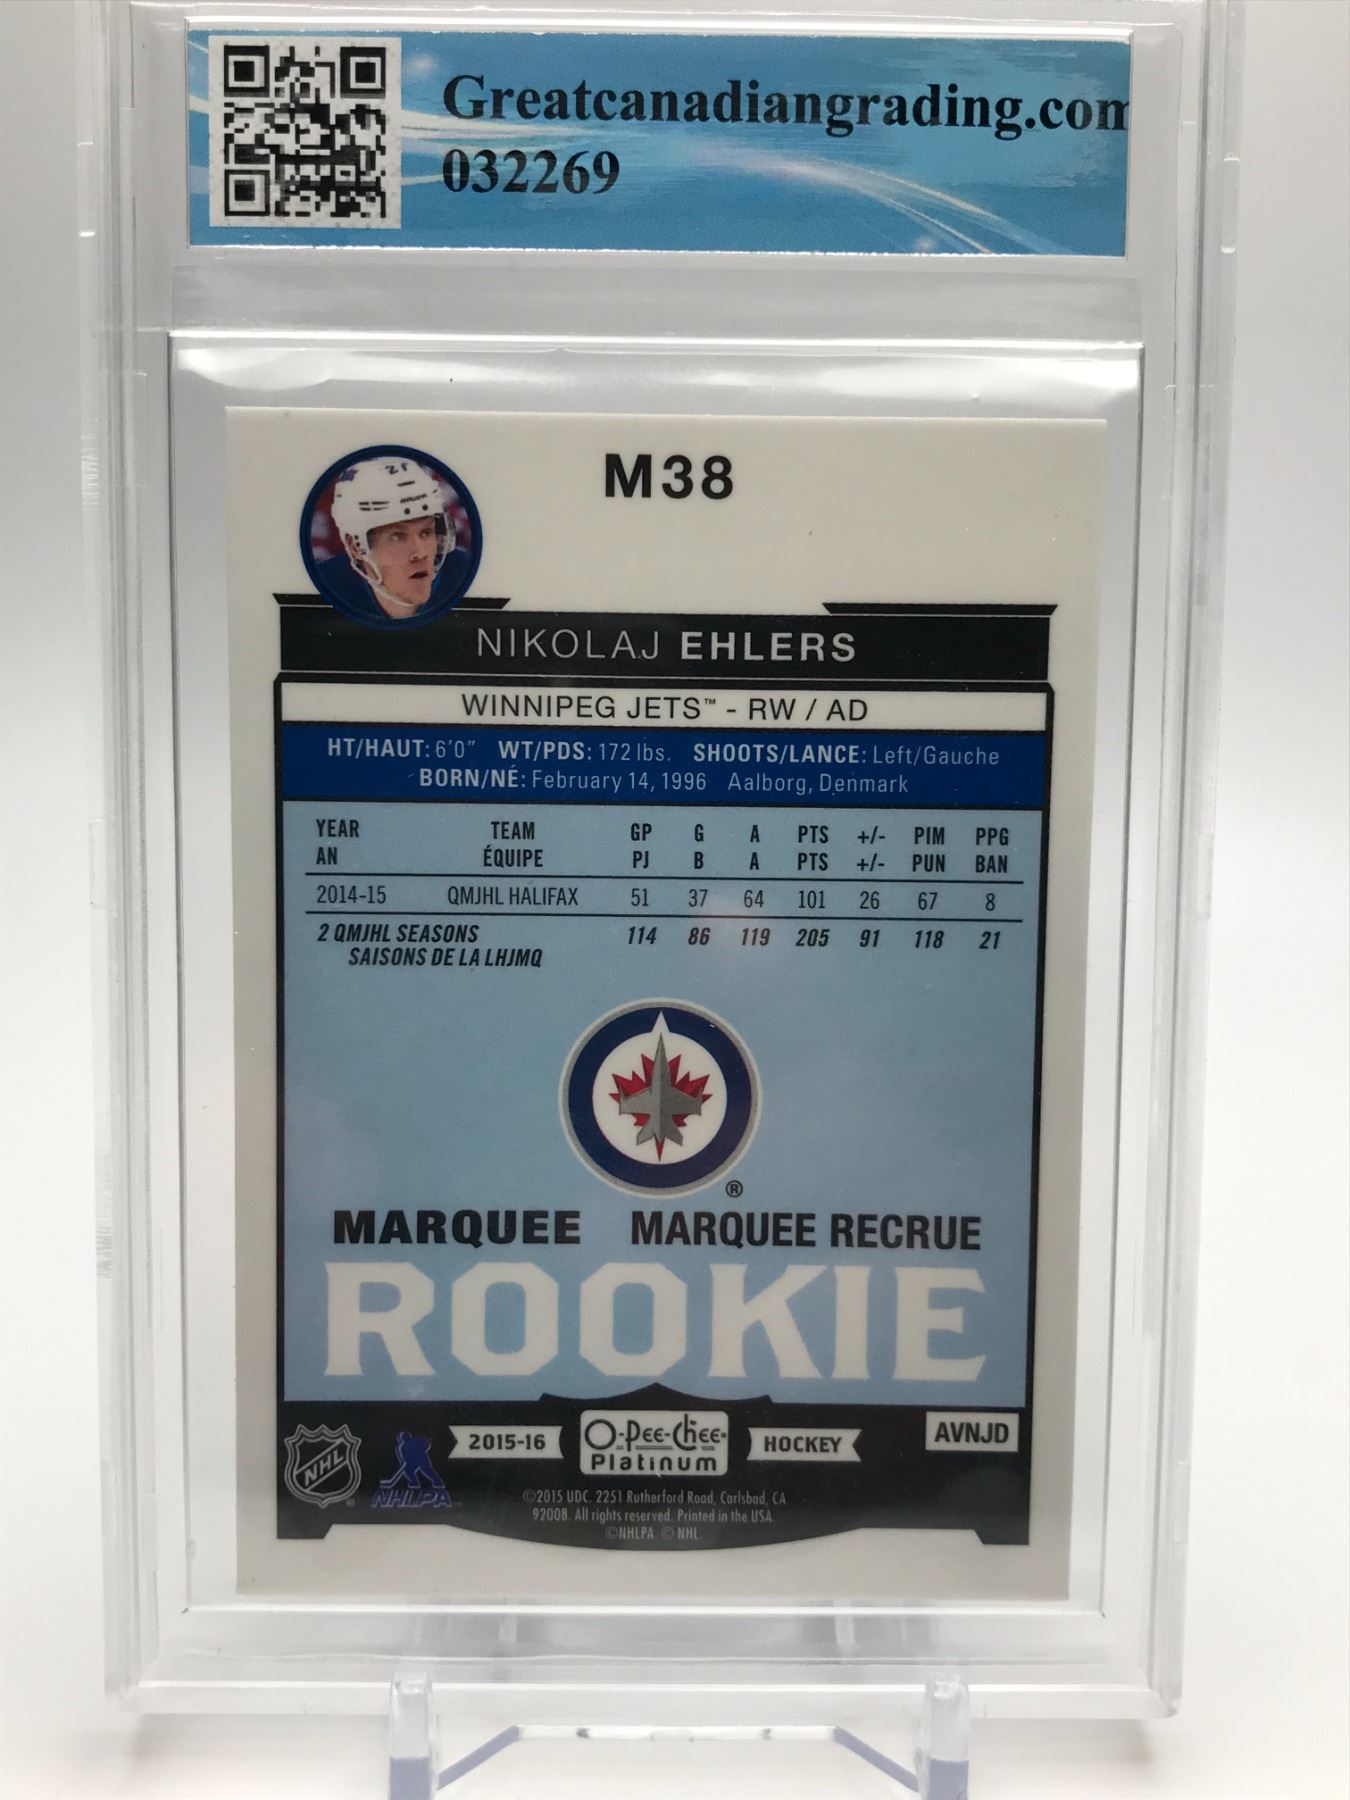 Greatcanadiangrading.com
032269
M38
NIKOLAJ EHLERS
WINNIPEG JETS™ - RW / AD
HT/HAUT: 6'0" WT/PDS: 172 lbs. SHOOTS/LANCE: Left/Gauche
BORN/NÉ: February 14, 1996 Aalborg, Denmark
YEAR TEAM GP G A PTS +/- PIM PPG
AN ÉQUIPE PJ B A PTS +/- PUN BAN
2014-15 QMJHL HALIFAX 51 37 64 101 26 67 8
2 QMJHL SEASONS 114 86 119 205 91 118 21
SAISONS DE LA LHJMQ
®
MARQUEE MARQUEE RECRUE
ROOKIE
NHL ® NHLPA 2015-16 O-Pee-Chee Platinum HOCKEY AVNJD
©2015 UDC. 2251 Rutherford Road, Carlsbad, CA
92008. All rights reserved. Printed in the USA.
©NHLPA © NHL.